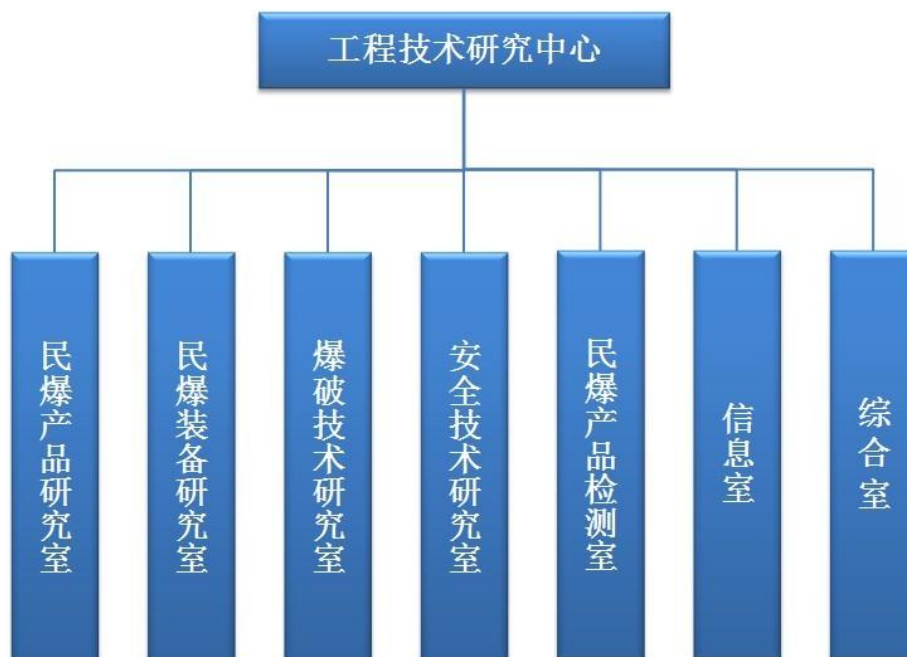 工程技术研究中心
民爆产品研究室
民爆装备研究室
爆破技术研究室
安全技术研究室
民爆产品检测室
信息室
综合室